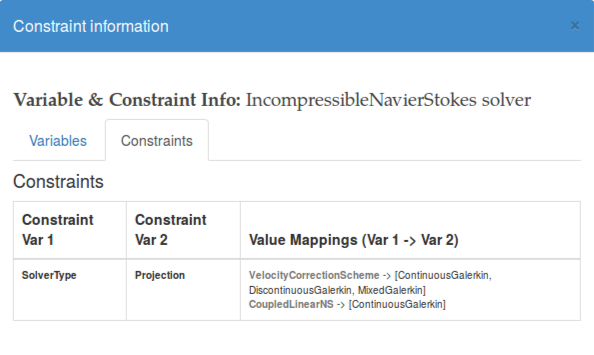 Constraint information
×
Variable & Constraint Info: IncompressibleNavierStokes solver
Variables
Constraints
Constraints
Constraint Var 1
Constraint Var 2
Value Mappings (Var 1 -> Var 2)
SolverType
Projection
VelocityCorrectionScheme -> [ContinuousGalerkin,
DiscontinuousGalerkin, MixedGalerkin]
CoupledLinearNS -> [ContinuousGalerkin]